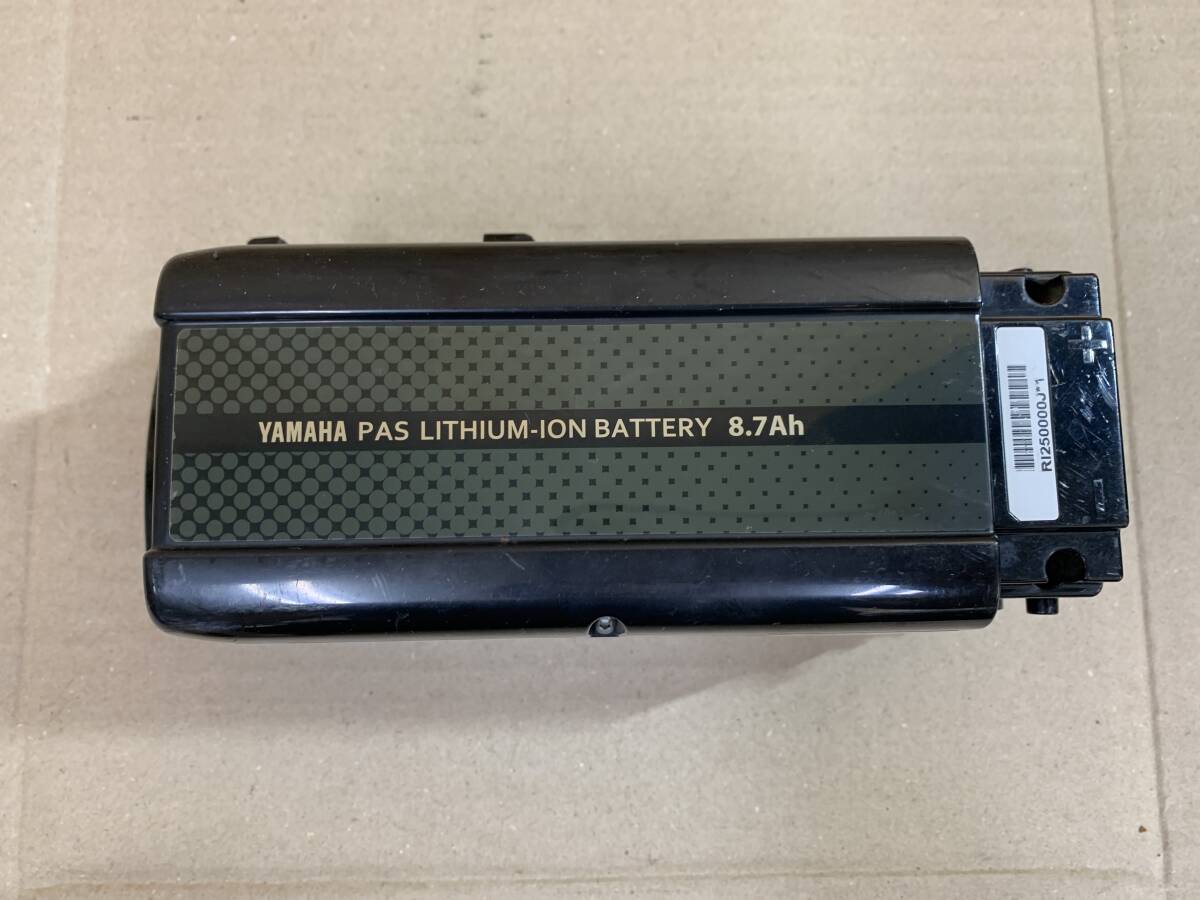 YAMAHA PAS LITHIUM-ION BATTERY 8.7Ah
RI250000J*1
+
-